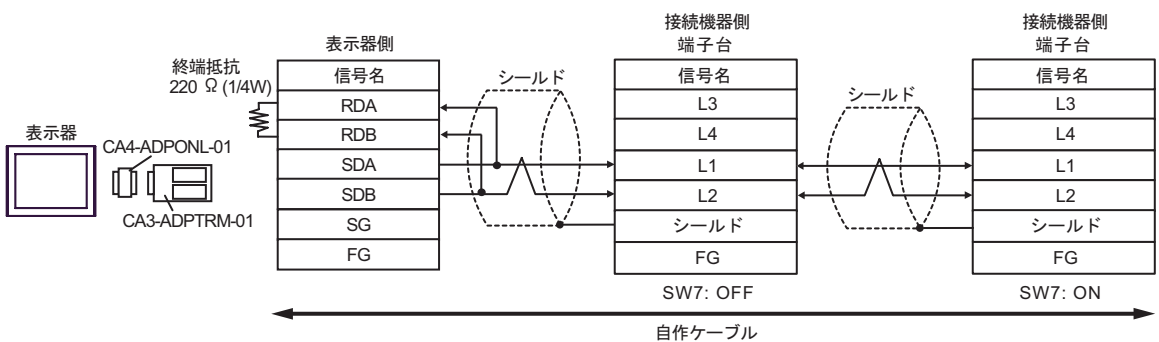 表示器
CA4-ADPONL-01
CA3-ADPTRM-01
終端抵抗
220 Ω (1/4W)
表示器側
信号名
RDA
RDB
SDA
SDB
SG
FG
シールド
接続機器側
端子台
信号名
L3
L4
L1
L2
シールド
FG
SW7: OFF
シールド
接続機器側
端子台
信号名
L3
L4
L1
L2
シールド
FG
SW7: ON
自作ケーブル